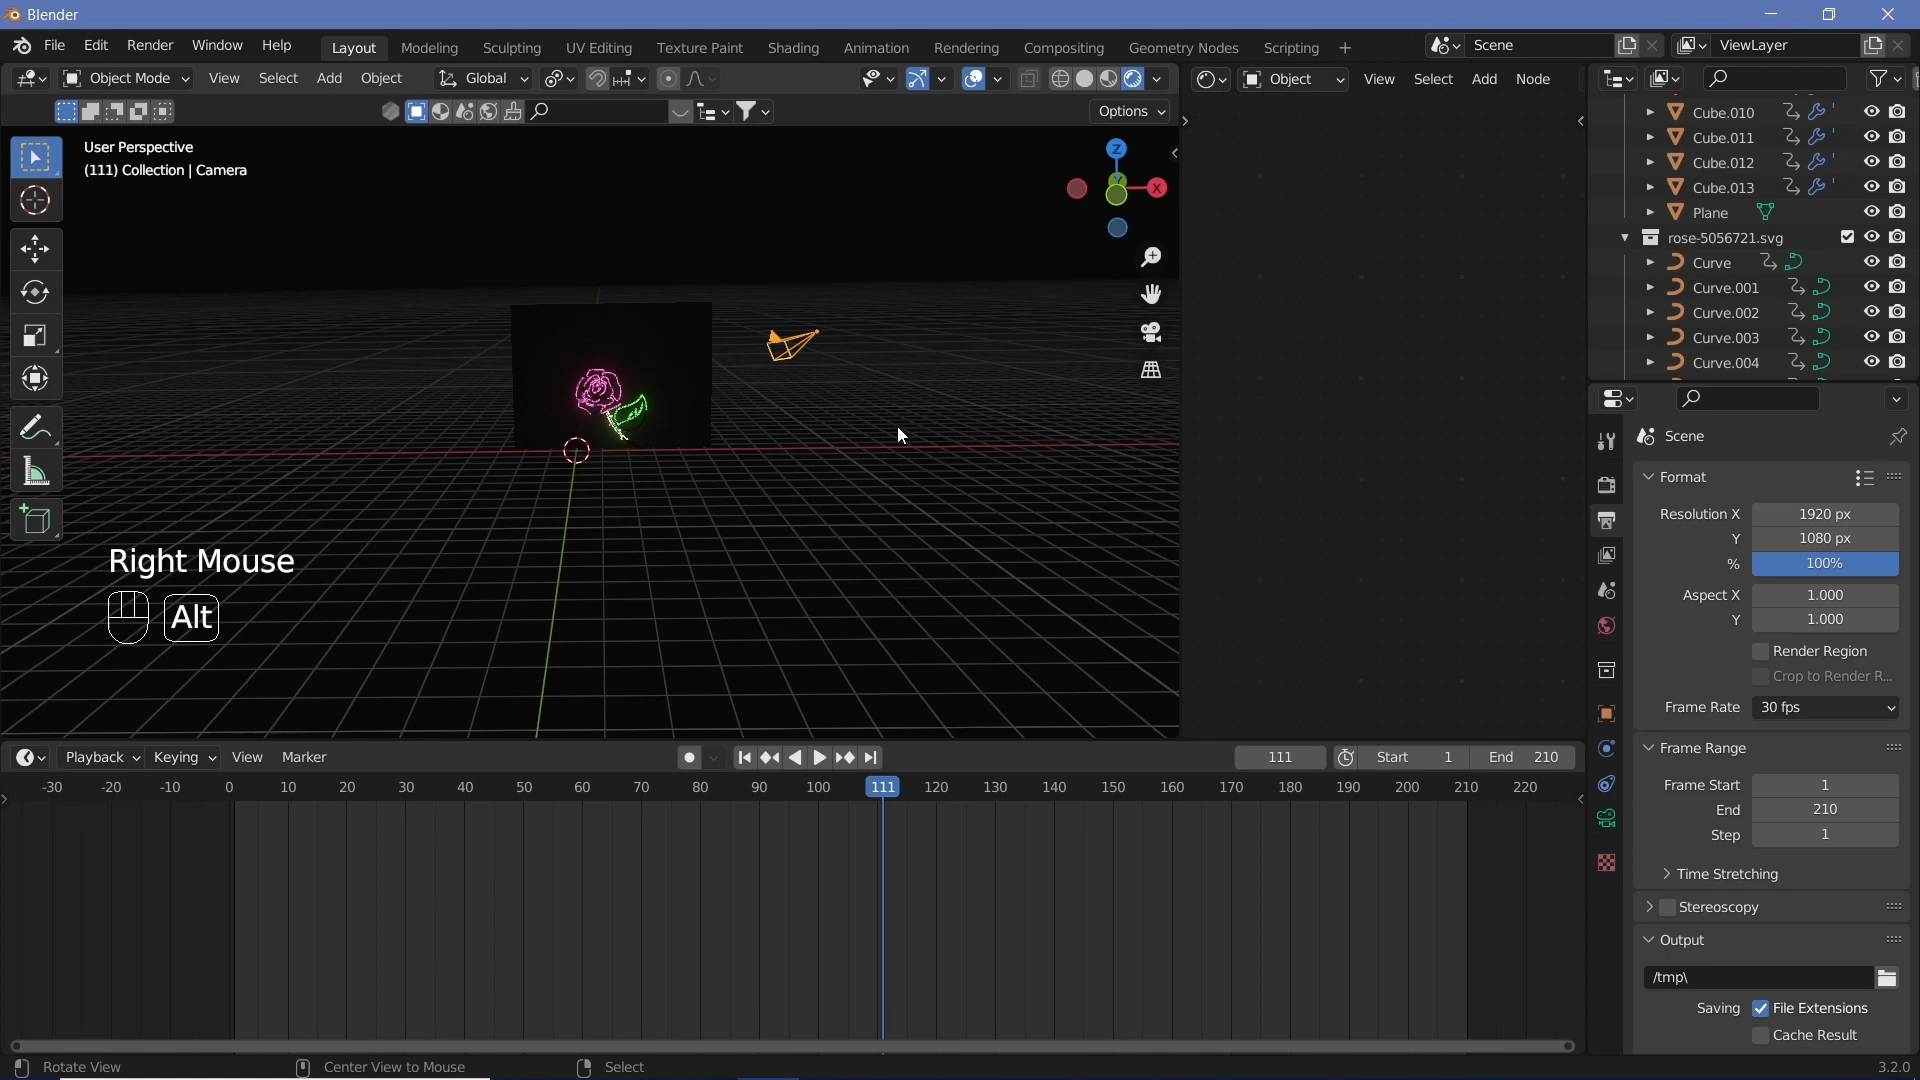 Blender
File Edit Render Window Help Layout Modeling Sculpting UV Editing Texture Paint Shading Animation Rendering Compositing Geometry Nodes Scripting Scene ViewLayer
Object Mode View Select Add Object Global Object View Select Add Node
Options
User Perspective
(111) Collection | Camera
Z
X
Cube.010
Cube.011
Cube.012
Cube.013
Plane
rose-5056721.svg
Curve
Curve.001
Curve.002
Curve.003
Curve.004
Right Mouse
Alt
Scene
Format
Resolution X 1920 px
Y 1080 px
% 100%
Aspect X 1.000
Y 1.000
Render Region
Crop to Render R...
Frame Rate 30 fps
Frame Range
Frame Start 1
End 210
Step 1
Time Stretching
Stereoscopy
Output
/tmp\
Saving File Extensions
Cache Result
Playback Keying View Marker 111 Start 1 End 210
-30 -20 -10 0 10 20 30 40 50 60 70 80 90 100 111 120 130 140 150 160 170 180 190 200 210 220
Rotate View Center View to Mouse Select 3.2.0